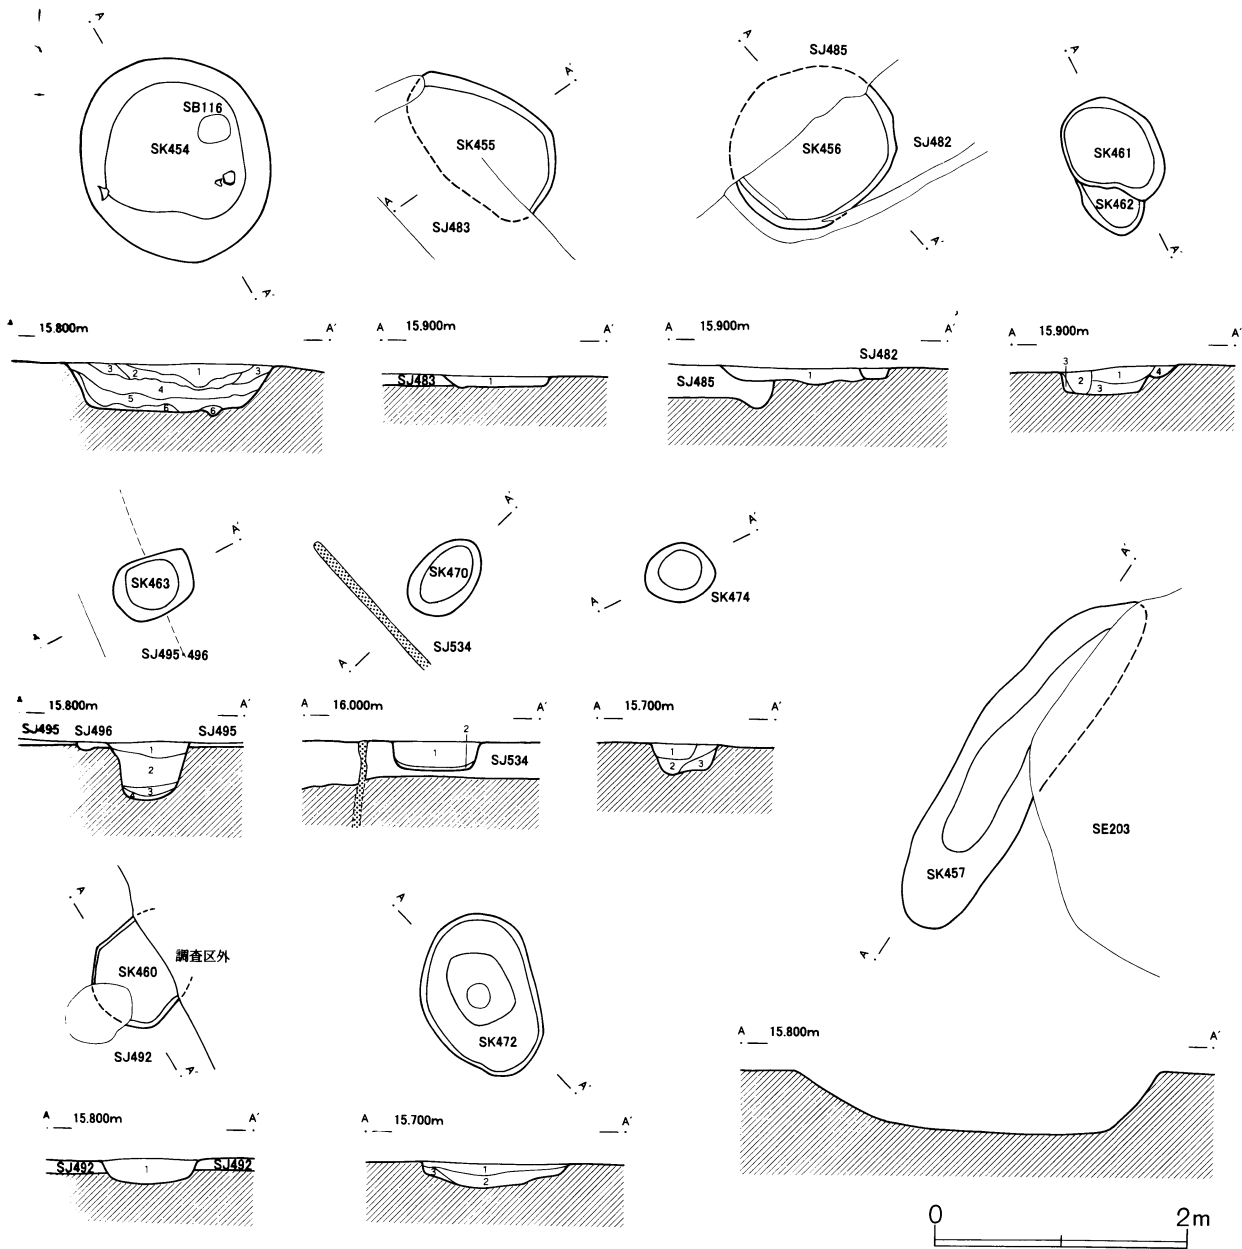 A A'
SB116
SK454
A A'
SK455
SJ483
A A'
SJ485
SK456
SJ482
A A'
SK461
SK462
A 15.800m A'
3 2 1 3
4
5
6 6
A 15.900m A'
SJ483 1
A 15.900m A'
SJ482
SJ485 1
A 15.900m A'
3
2 1 4
3
A A'
SK463
SJ495・496
A A'
SK470
SJ534
A A'
SK474
A A'
SK457
SE203
A 15.800m A'
SJ495 SJ496 SJ495
1
2
3
4
A 16.000m A'
2
1
SJ534
A 15.700m A'
1
2 3
A A'
調査区外
SK460
SJ492
A A'
SK472
A 15.800m A'
SJ492 1 SJ492
A 15.700m A'
3 1
2
A 15.800m A'
0 2m